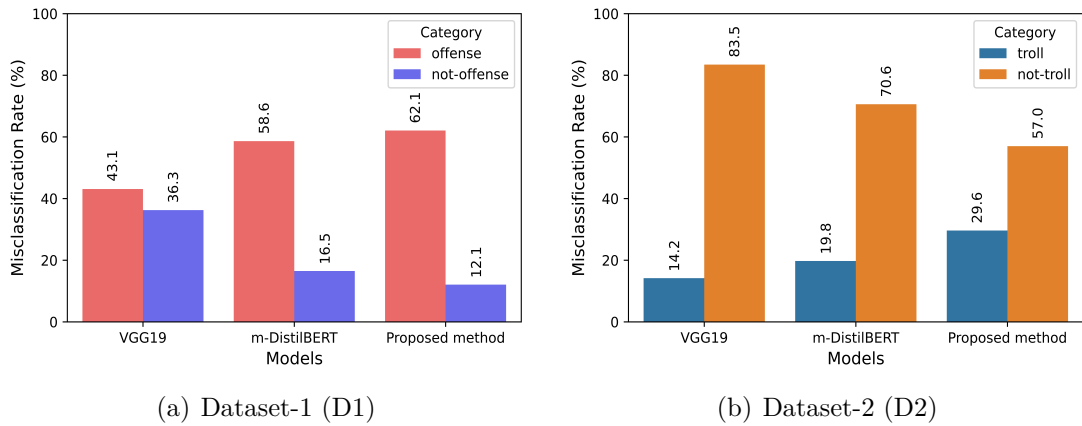 100
80
60
40
20
0
Misclassification Rate (%)
Category
offense
not-offense
43.1
36.3
58.6
16.5
62.1
12.1
VGG19
m-DistilBERT
Proposed method
Models
(a) Dataset-1 (D1)
100
80
60
40
20
0
Misclassification Rate (%)
Category
troll
not-troll
14.2
83.5
19.8
70.6
29.6
57.0
VGG19
m-DistilBERT
Proposed method
Models
(b) Dataset-2 (D2)